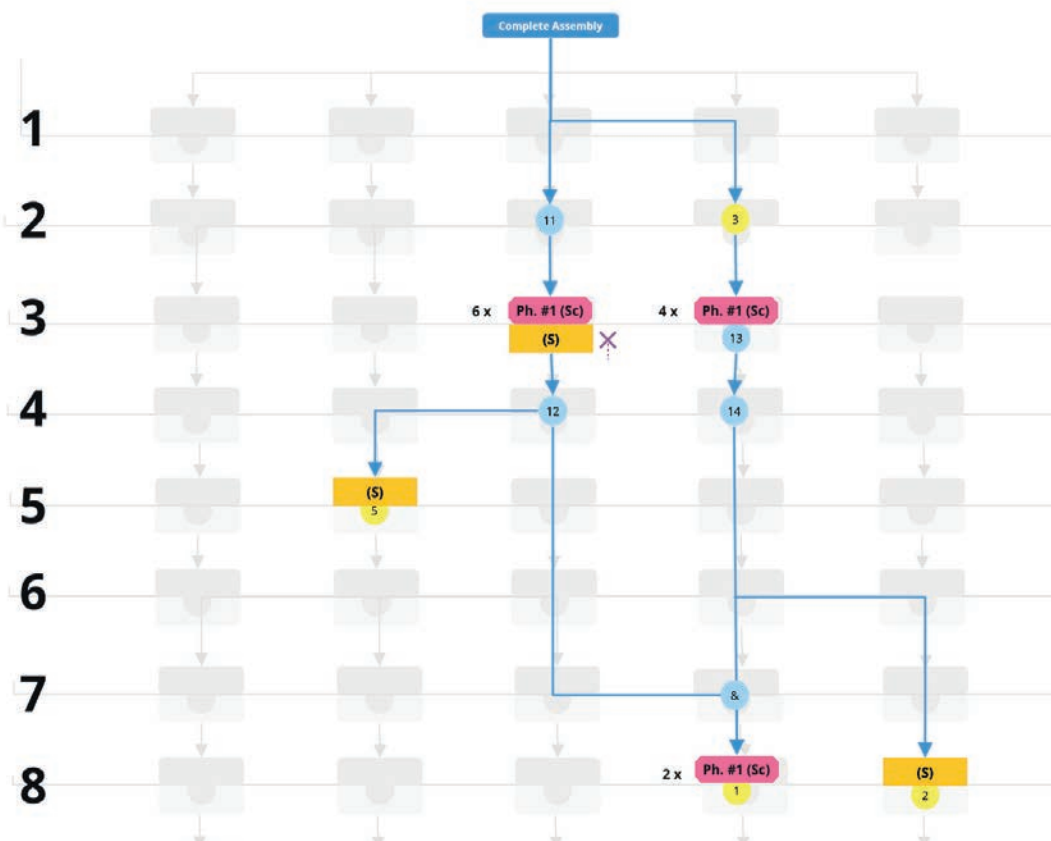 Complete Assembly
1
2 11 3
3 6 x Ph. #1 (Sc) 4 x Ph. #1 (Sc)
(S) 13
4 12 14
5 (S)
5
6
7 &
8 2 x Ph. #1 (Sc) (S)
1 2